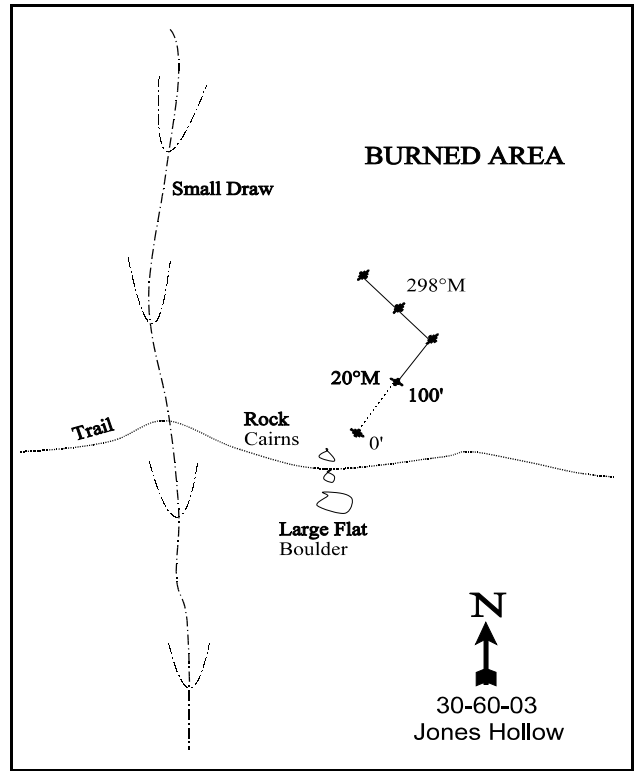 BURNED AREA
Small Draw
298°M
20°M
100'
Trail
Rock
Cairns
0'
Large Flat
Boulder
N
30-60-03
Jones Hollow